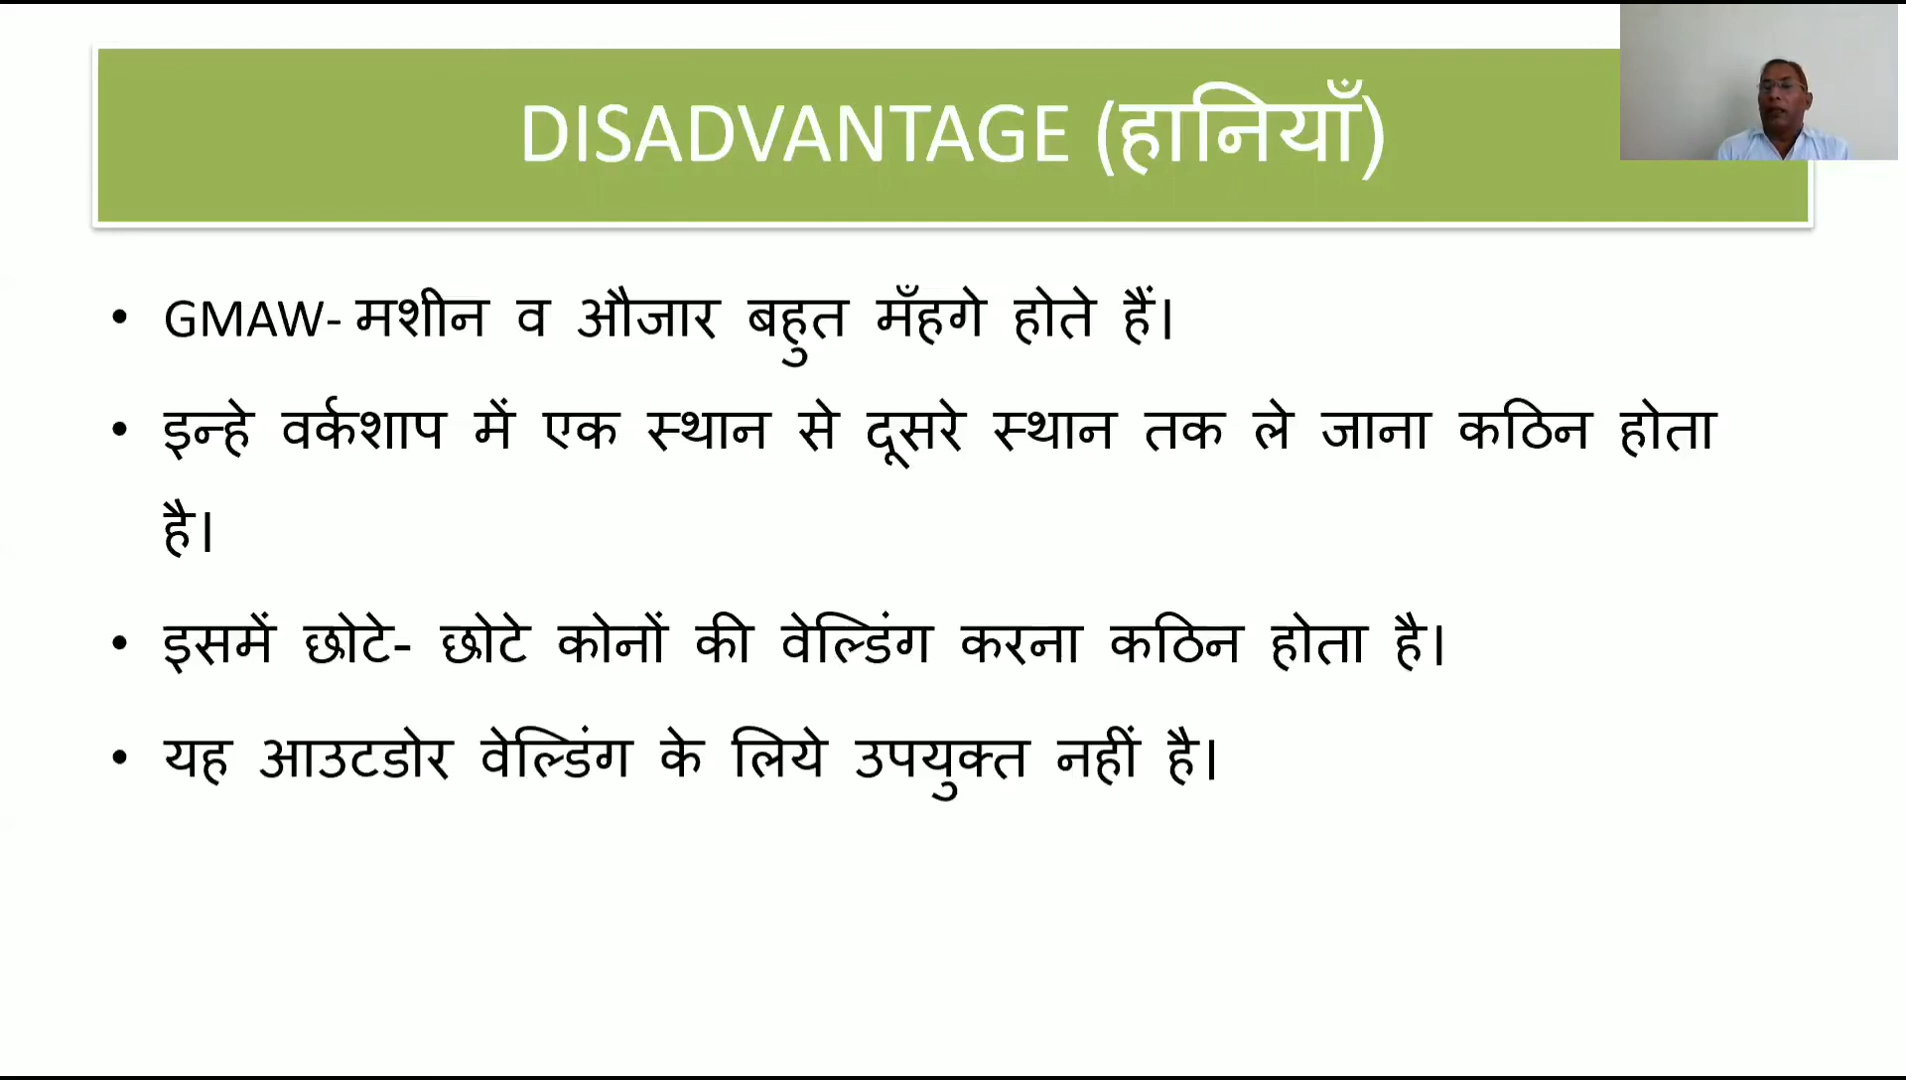 DISADVANTAGE (हानियाँ)
• GMAW- मशीन व औजार बहुत मँहगे होते हैं।
• इन्हे वर्कशाप में एक स्थान से दूसरे स्थान तक ले जाना कठिन होता
है।
• इसमें छोटे- छोटे कोनों की वेल्डिंग करना कठिन होता है।
• यह आउटडोर वेल्डिंग के लिये उपयुक्त नहीं है।